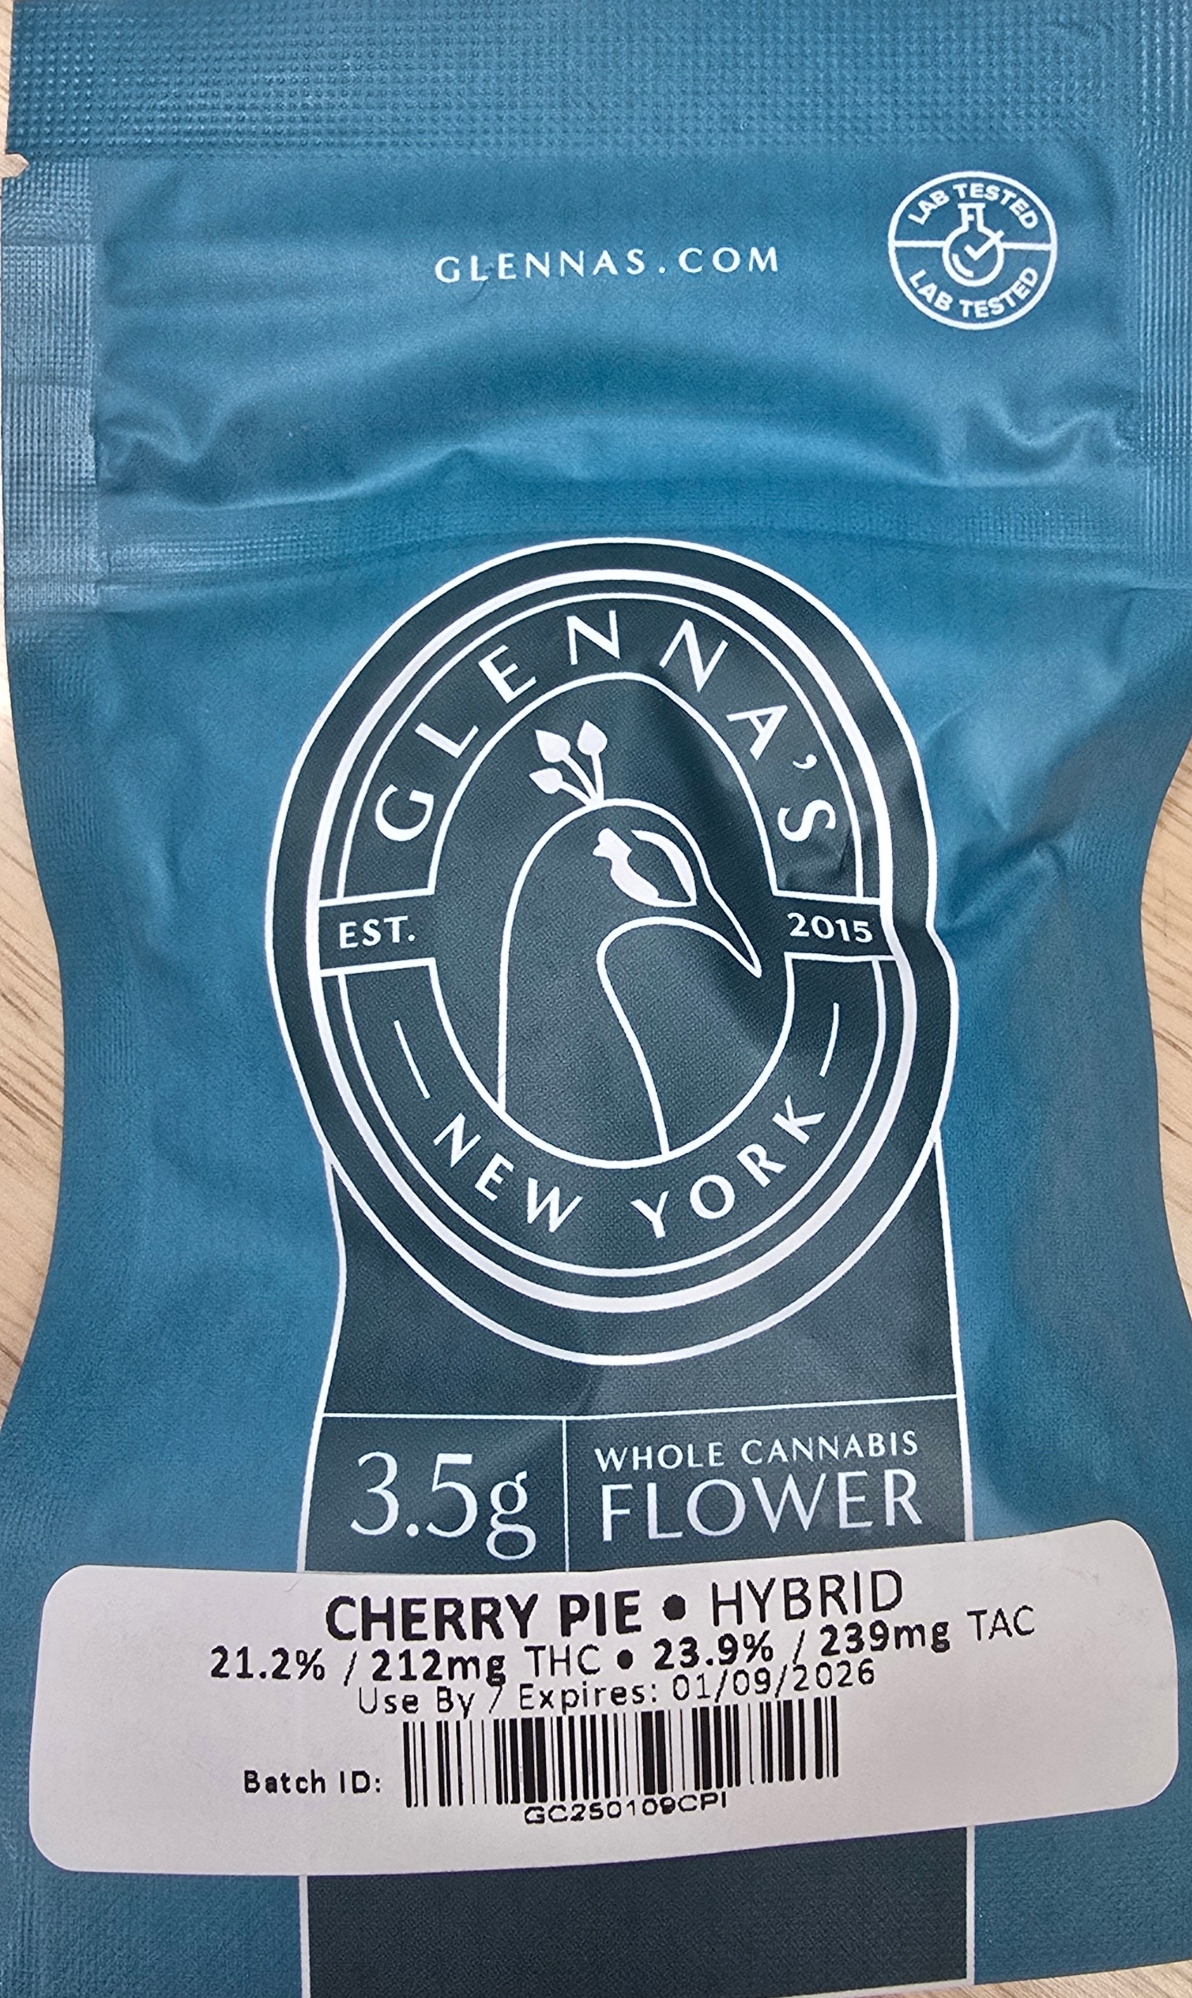 GLENNAS.COM
LAB TESTED
LAB TESTED
GLENNA'S
EST. 2015
NEW YORK
3.5g
WHOLE CANNABIS
FLOWER
CHERRY PIE • HYBRID
21.2% / 212mg THC • 23.9% / 239mg TAC
Use By / Expires: 01/09/2026
Batch ID:
GC250109CPI